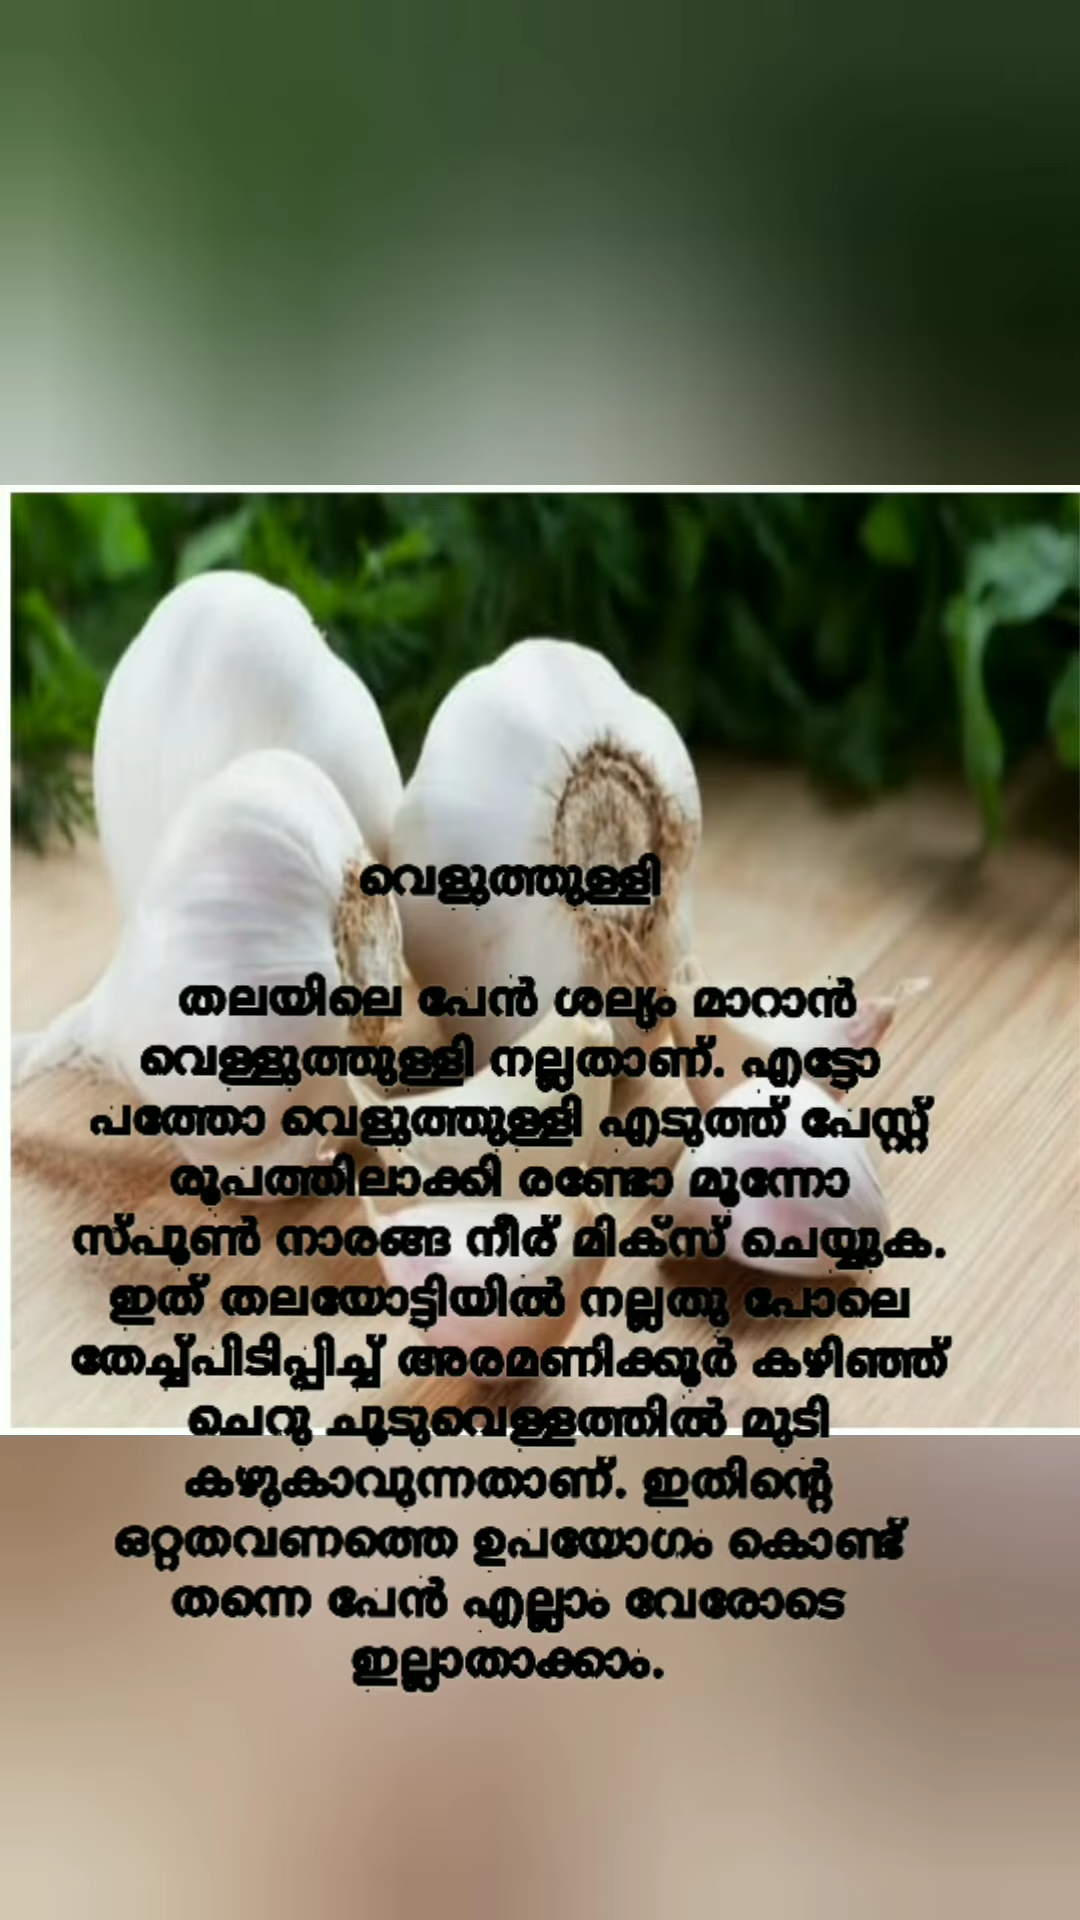 വെളുത്തുള്ളി
തലയിലെ പേൻ ശല്യം മാറാൻ
വെള്ളുത്തുള്ളി നല്ലതാണ്. എട്ടോ
പത്തോ വെളുത്തുള്ളി എടുത്ത് പേസ്റ്റ്
രൂപത്തിലാക്കി രണ്ടോ മൂന്നോ
സ്പൂൺ നാരങ്ങ നീര് മിക്സ് ചെയ്യുക.
ഇത് തലയോട്ടിയിൽ നല്ലതു പോലെ
തേച്ച്പിടിപ്പിച്ച് അരമണിക്കൂർ കഴിഞ്ഞ്
ചെറു ചൂടുവെള്ളത്തിൽ മുടി
കഴുകാവുന്നതാണ്. ഇതിന്റെ
ഒറ്റതവണത്തെ ഉപയോഗം കൊണ്ട്
തന്നെ പേൻ എല്ലാം വേരോടെ
ഇല്ലാതാക്കാം.